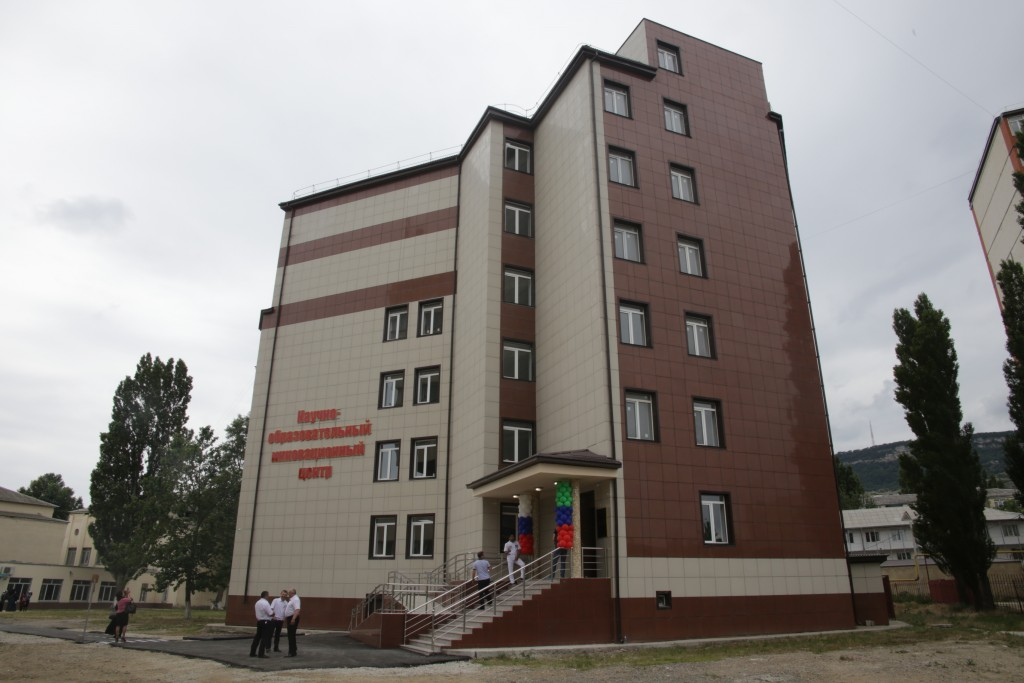 Научно-
образовательный
инновационный
центр